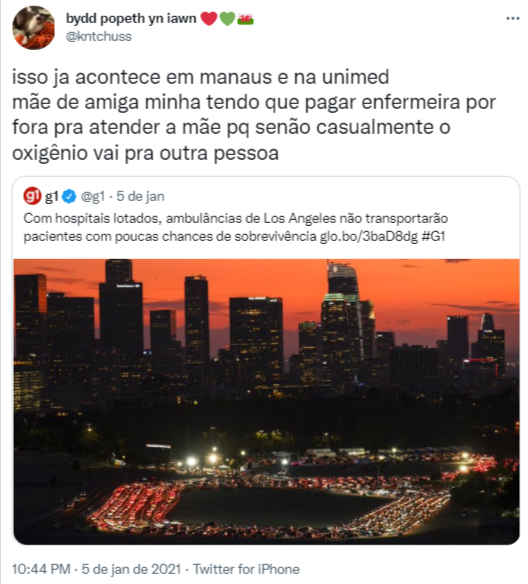 bydd popeth yn iawn ❤️💚🏴󠁧󠁢󠁷󠁬󠁳󠁿
@kntchuss
isso ja acontece em manaus e na unimed
mãe de amiga minha tendo que pagar enfermeira por
fora pra atender a mãe pq senão casualmente o
oxigênio vai pra outra pessoa
g1 g1 @g1 · 5 de jan
Com hospitais lotados, ambulâncias de Los Angeles não transportarão
pacientes com poucas chances de sobrevivência glo.bo/3baD8dg #G1
10:44 PM · 5 de jan de 2021 · Twitter for iPhone